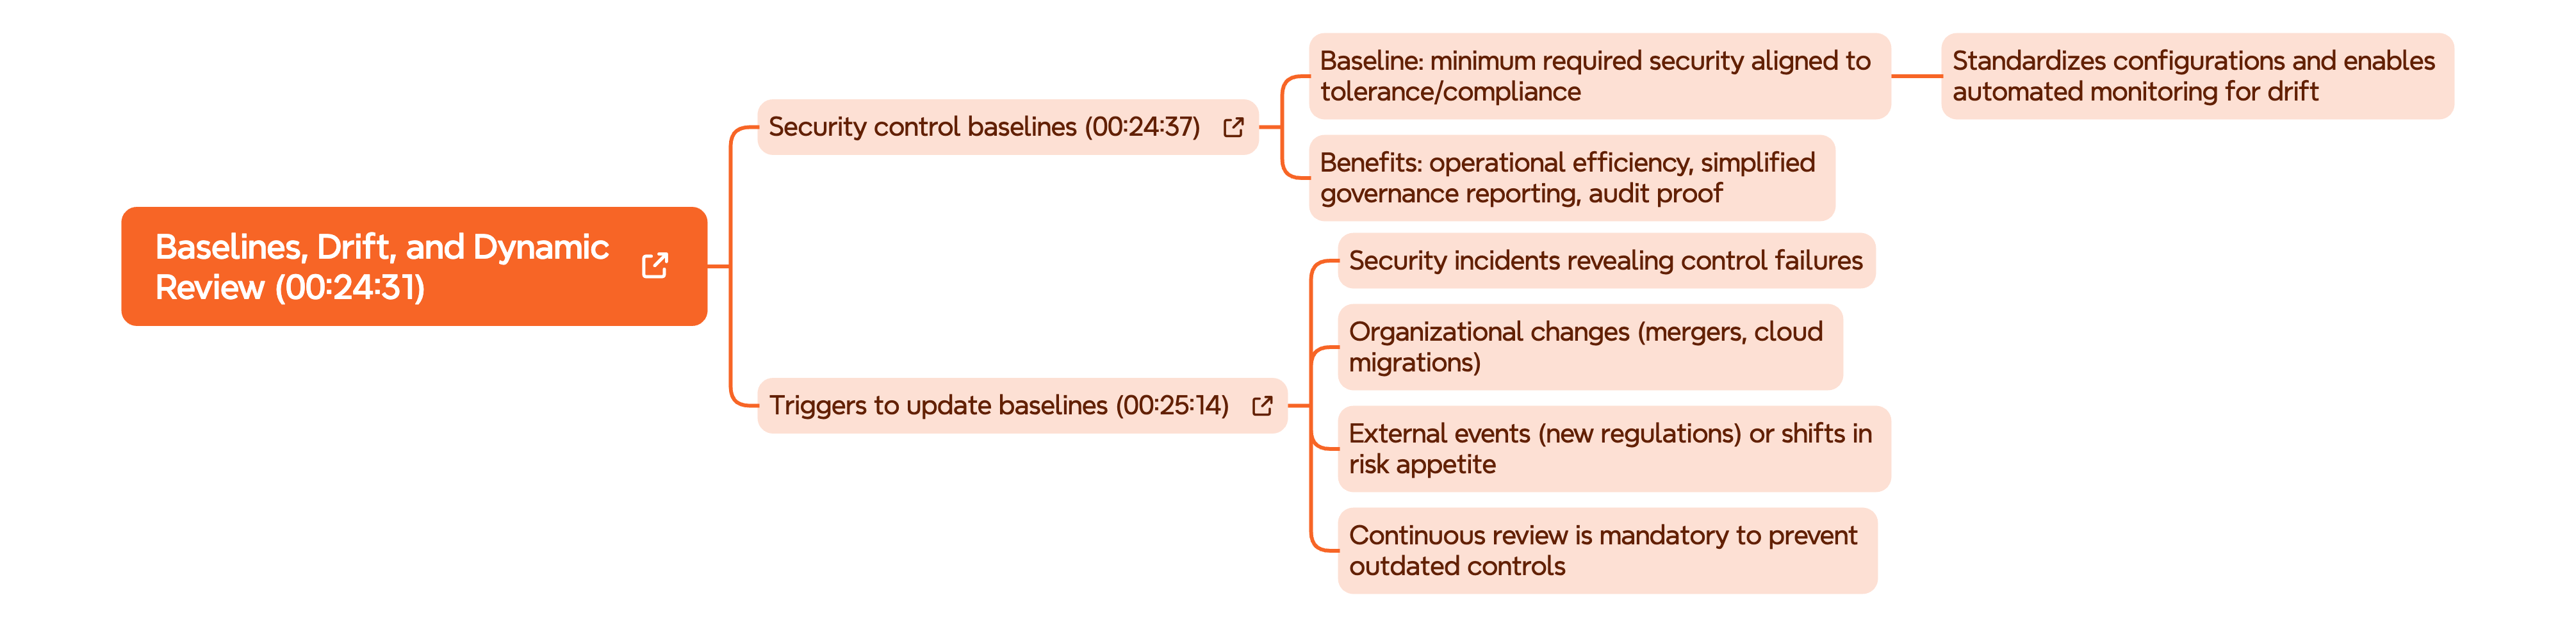 Baselines, Drift, and Dynamic
Review (00:24:31)
Security control baselines (00:24:37)
Baseline: minimum required security aligned to
tolerance/compliance
Standardizes configurations and enables
automated monitoring for drift
Benefits: operational efficiency, simplified
governance reporting, audit proof
Triggers to update baselines (00:25:14)
Security incidents revealing control failures
Organizational changes (mergers, cloud
migrations)
External events (new regulations) or shifts in
risk appetite
Continuous review is mandatory to prevent
outdated controls